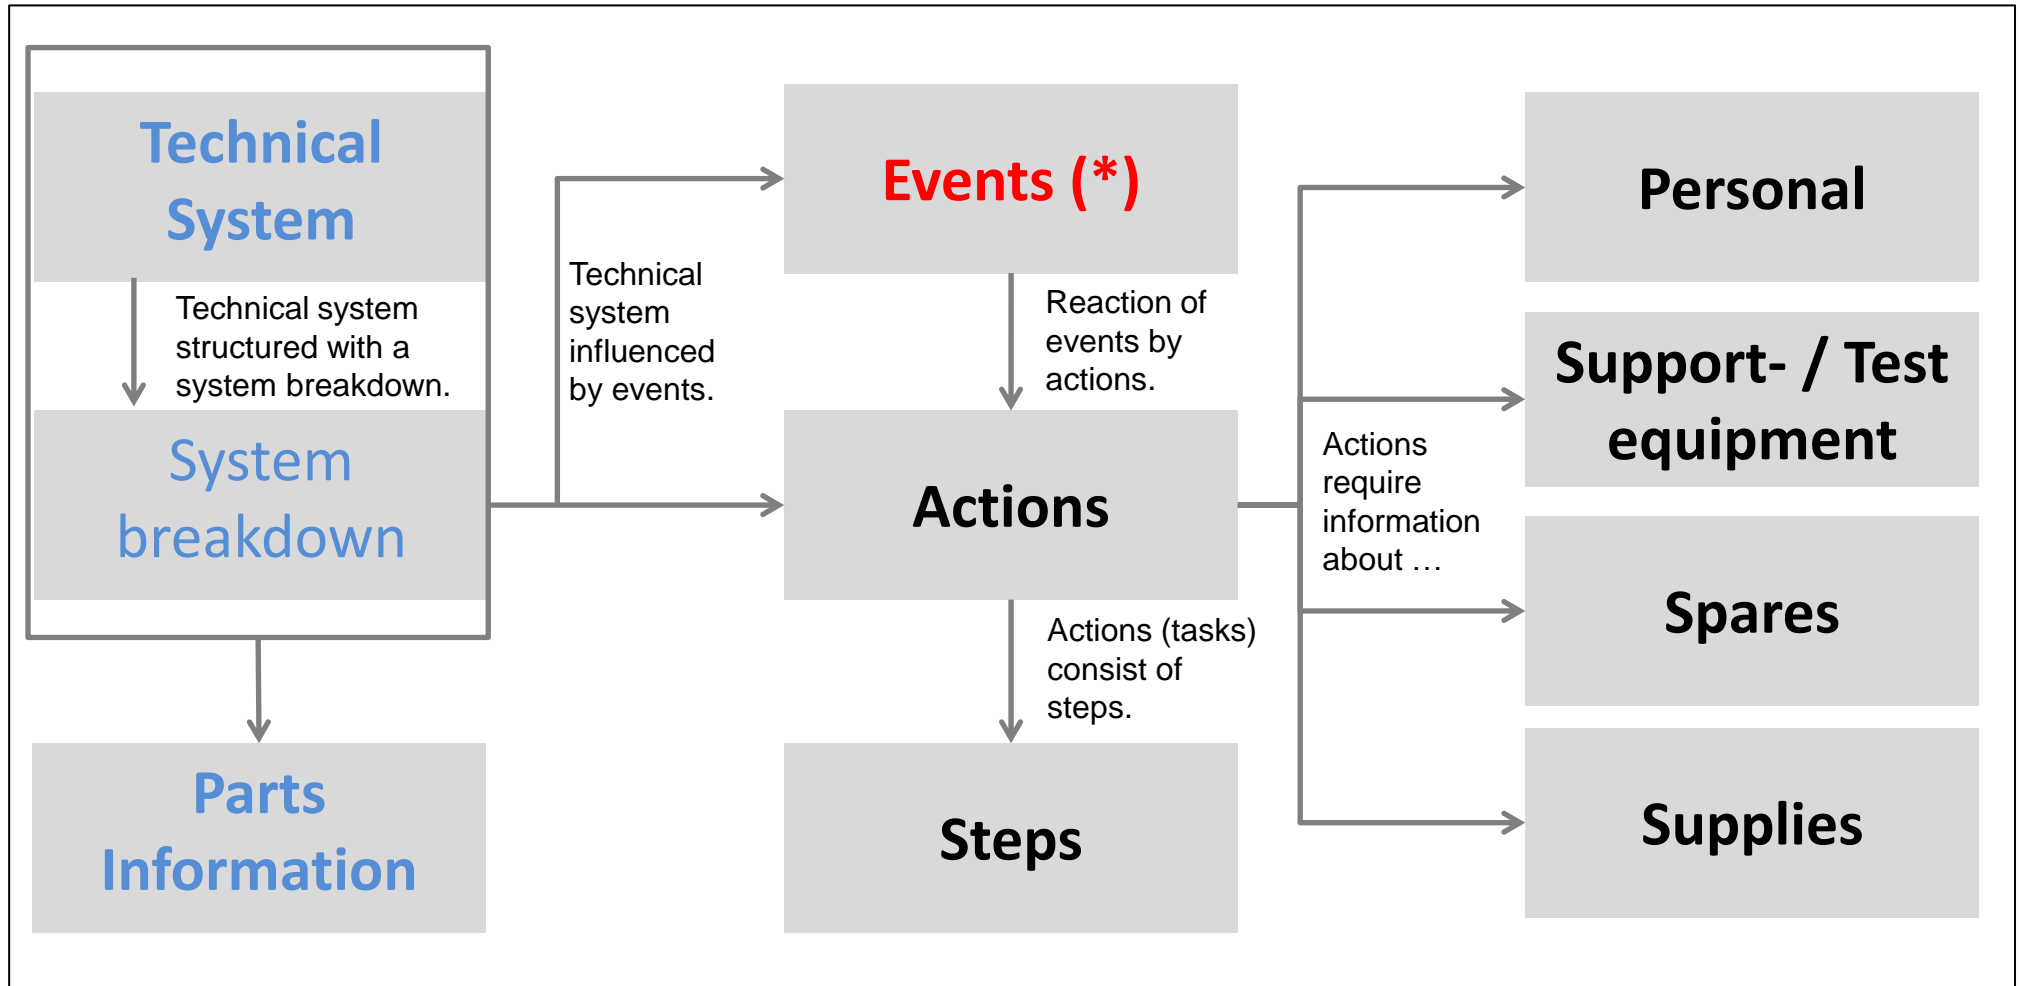 Technical
System
Technical system
structured with a
system breakdown.
System
breakdown
Parts
Information
Technical
system
influenced
by events.
Events (*)
Reaction of
events by
actions.
Actions
Actions (tasks)
consist of
steps.
Steps
Actions
require
information
about …
Personal
Support- / Test
equipment
Spares
Supplies